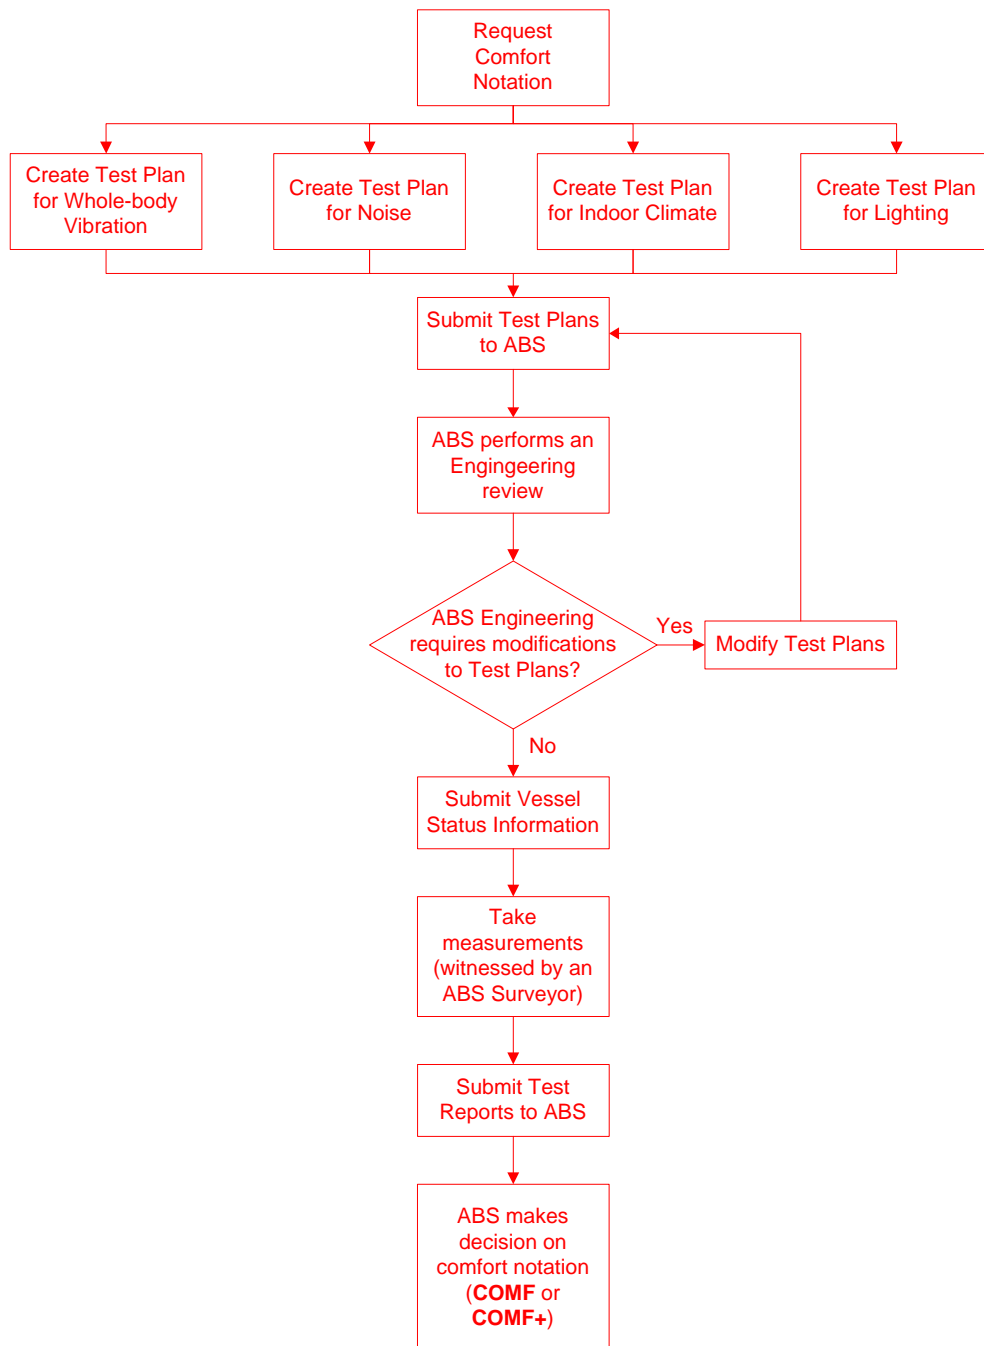 Request
Comfort
Notation
Create Test Plan
for Whole-body
Vibration
Create Test Plan
for Noise
Create Test Plan
for Indoor Climate
Create Test Plan
for Lighting
Submit Test Plans
to ABS
ABS performs an
Engingeering
review
ABS Engineering
requires modifications
to Test Plans?
Yes
Modify Test Plans
No
Submit Vessel
Status Information
Take
measurements
(witnessed by an
ABS Surveyor)
Submit Test
Reports to ABS
ABS makes
decision on
comfort notation
(COMF or
COMF+)